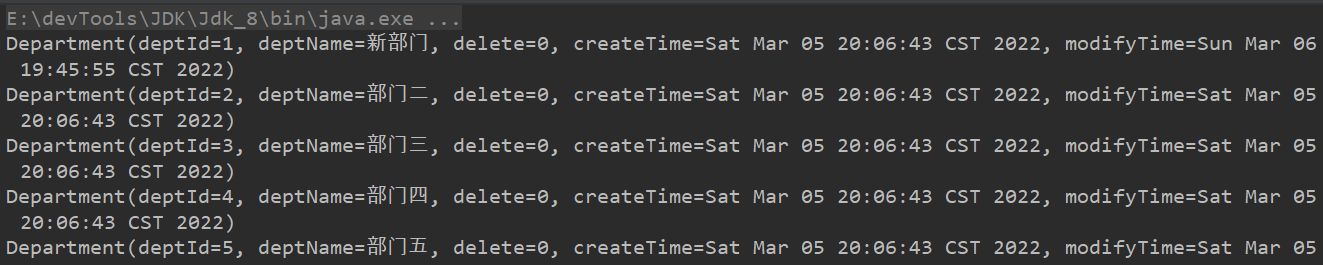 E:\devTools\JDK\Jdk_8\bin\java.exe ...
Department(deptId=1, deptName=新部门, delete=0, createTime=Sat Mar 05 20:06:43 CST 2022, modifyTime=Sun Mar 06
19:45:55 CST 2022)
Department(deptId=2, deptName=部门二, delete=0, createTime=Sat Mar 05 20:06:43 CST 2022, modifyTime=Sat Mar 05
20:06:43 CST 2022)
Department(deptId=3, deptName=部门三, delete=0, createTime=Sat Mar 05 20:06:43 CST 2022, modifyTime=Sat Mar 05
20:06:43 CST 2022)
Department(deptId=4, deptName=部门四, delete=0, createTime=Sat Mar 05 20:06:43 CST 2022, modifyTime=Sat Mar 05
20:06:43 CST 2022)
Department(deptId=5, deptName=部门五, delete=0, createTime=Sat Mar 05 20:06:43 CST 2022, modifyTime=Sat Mar 05